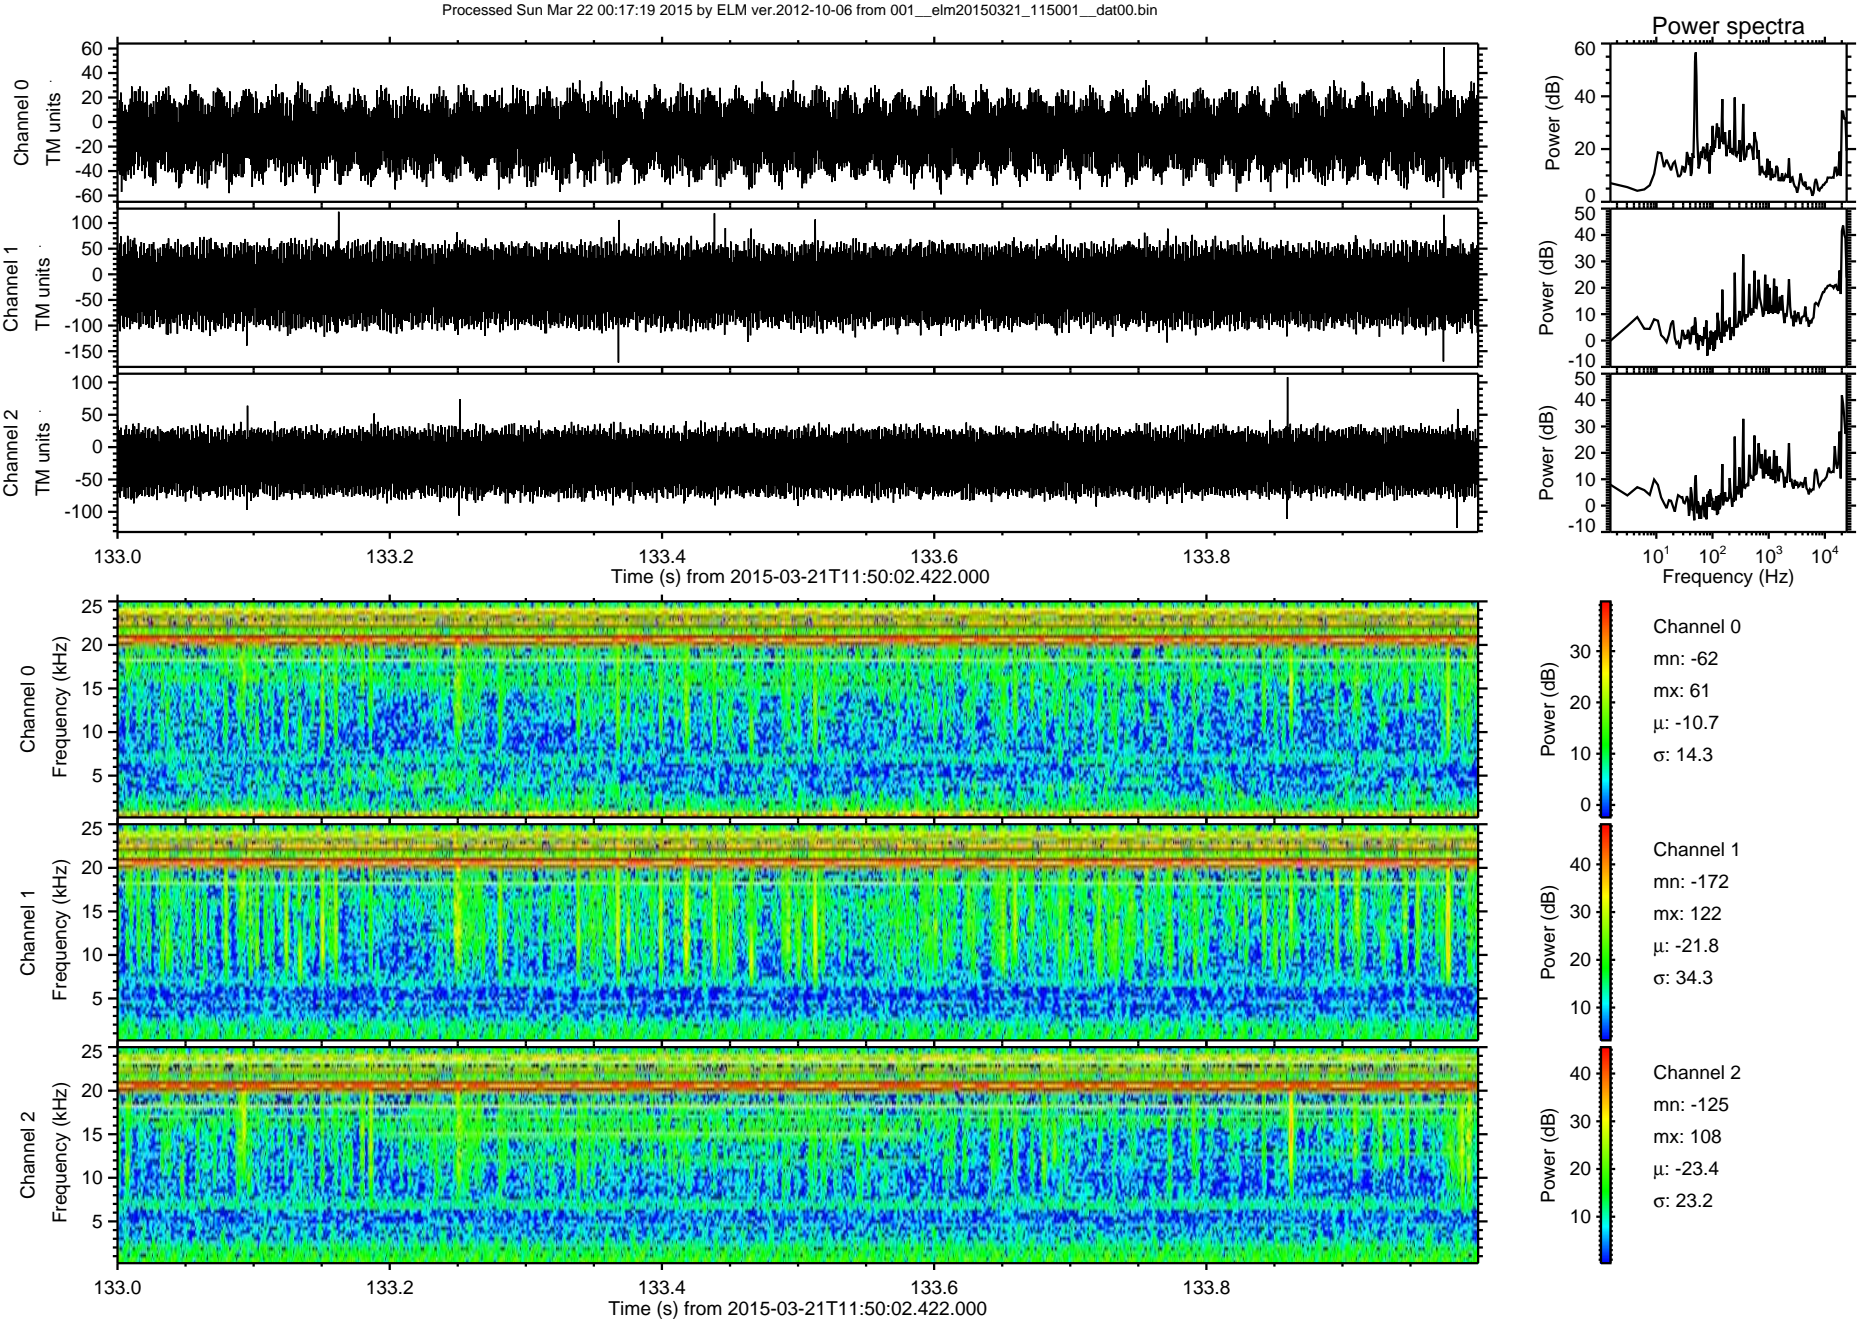 Processed Sun Mar 22 00:17:19 2015 by ELM ver.2012-10-06 from 001__elm20150321_115001__dat00.bin
Power spectra
Channel 0
TM units
60
40
20
0
-20
-40
-60
Power (dB)
60
40
20
0
Channel 1
TM units
100
50
0
-50
-100
-150
Power (dB)
50
40
30
20
10
0
-10
Channel 2
TM units
100
50
0
-50
-100
Power (dB)
50
40
30
20
10
0
-10
133.0 133.2 133.4 133.6 133.8
Time (s) from 2015-03-21T11:50:02.422.000
10¹ 10² 10³ 10⁴
Frequency (Hz)
Channel 0
Frequency (kHz)
25
20
15
10
5
Power (dB)
30
20
10
0
Channel 0
mn: -62
mx: 61
μ: -10.7
σ: 14.3
Channel 1
Frequency (kHz)
25
20
15
10
5
Power (dB)
40
30
20
10
Channel 1
mn: -172
mx: 122
μ: -21.8
σ: 34.3
Channel 2
Frequency (kHz)
25
20
15
10
5
Power (dB)
40
30
20
10
Channel 2
mn: -125
mx: 108
μ: -23.4
σ: 23.2
133.0 133.2 133.4 133.6 133.8
Time (s) from 2015-03-21T11:50:02.422.000